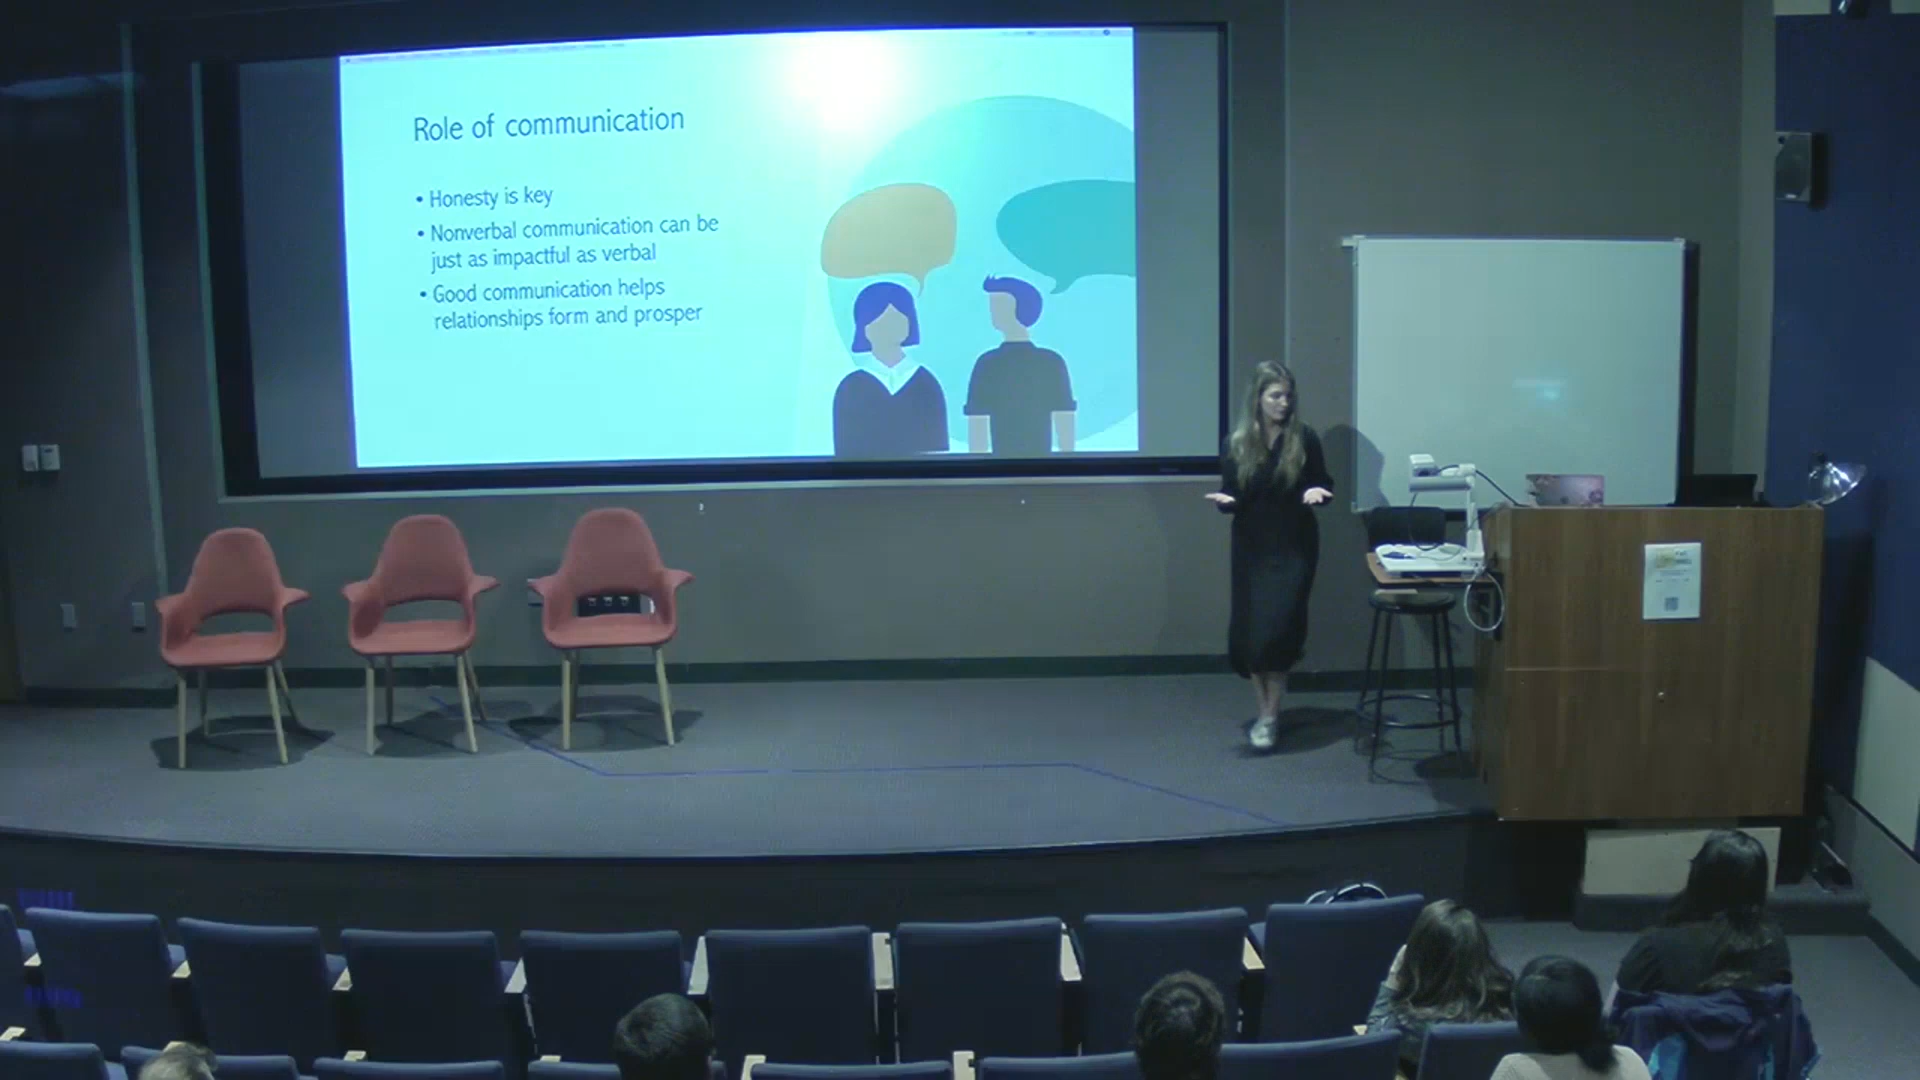 Role of communication
• Honesty is key
• Nonverbal communication can be
just as impactful as verbal
• Good communication helps
relationships form and prosper